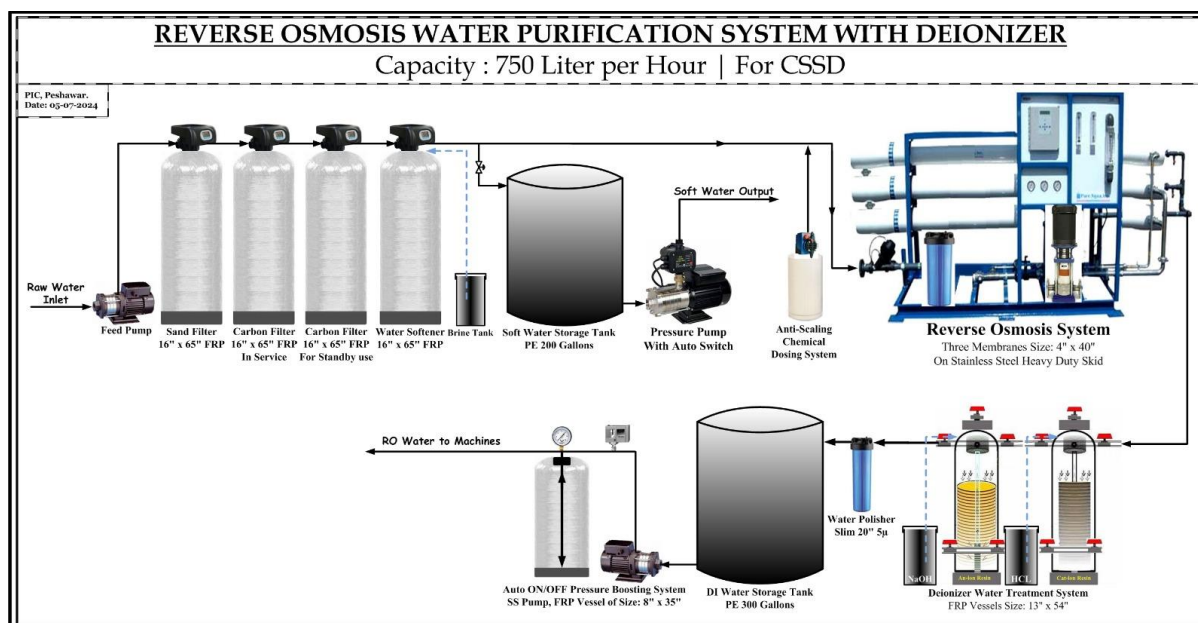 REVERSE OSMOSIS WATER PURIFICATION SYSTEM WITH DEIONIZER
Capacity : 750 Liter per Hour | For CSSD
PIC, Peshawar.
Date: 05-07-2024
Raw Water
Inlet
Feed Pump
Sand Filter
16" x 65" FRP
Carbon Filter
16" x 65" FRP
In Service
Carbon Filter
16" x 65" FRP
For Standby use
Water Softener
16" x 65" FRP
Brine Tank
Soft Water Storage Tank
PE 200 Gallons
Soft Water Output
Pressure Pump
With Auto Switch
Anti-Scaling
Chemical
Dosing System
Reverse Osmosis System
Three Membranes Size: 4" x 40"
On Stainless Steel Heavy Duty Skid
RO Water to Machines
Auto ON/OFF Pressure Boosting System
SS Pump, FRP Vessel of Size: 8" x 35"
DI Water Storage Tank
PE 300 Gallons
Water Polisher
Slim 20" 5µ
NaOH
An-ion Resin
HCL
Cat-ion Resin
Deionizer Water Treatment System
FRP Vessels Size: 13" x 54"